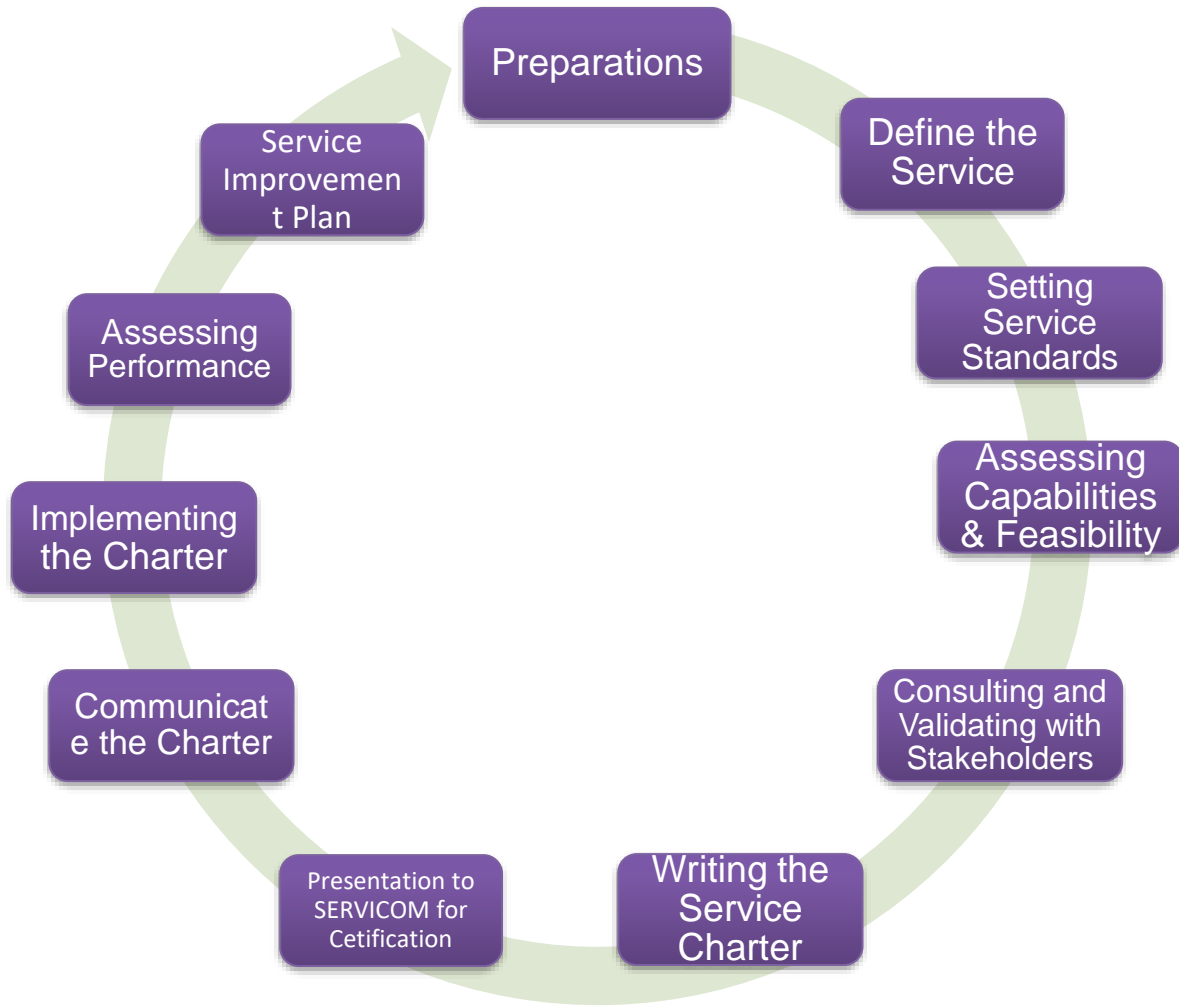 Preparations
Define the
Service
Setting
Service
Standards
Assessing
Capabilities
& Feasibility
Consulting and
Validating with
Stakeholders
Writing the
Service
Charter
Presentation to
SERVICOM for
Cetification
Communicat
e the Charter
Implementing
the Charter
Assessing
Performance
Service
Improvemen
t Plan